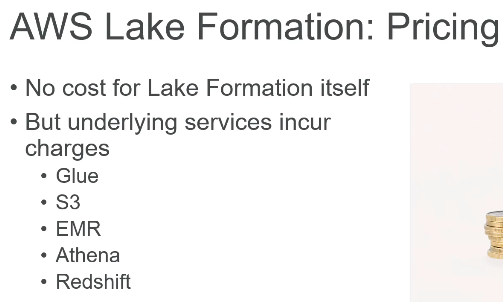 AWS Lake Formation: Pricing
• No cost for Lake Formation itself
• But underlying services incur
charges
• Glue
• S3
• EMR
• Athena
• Redshift